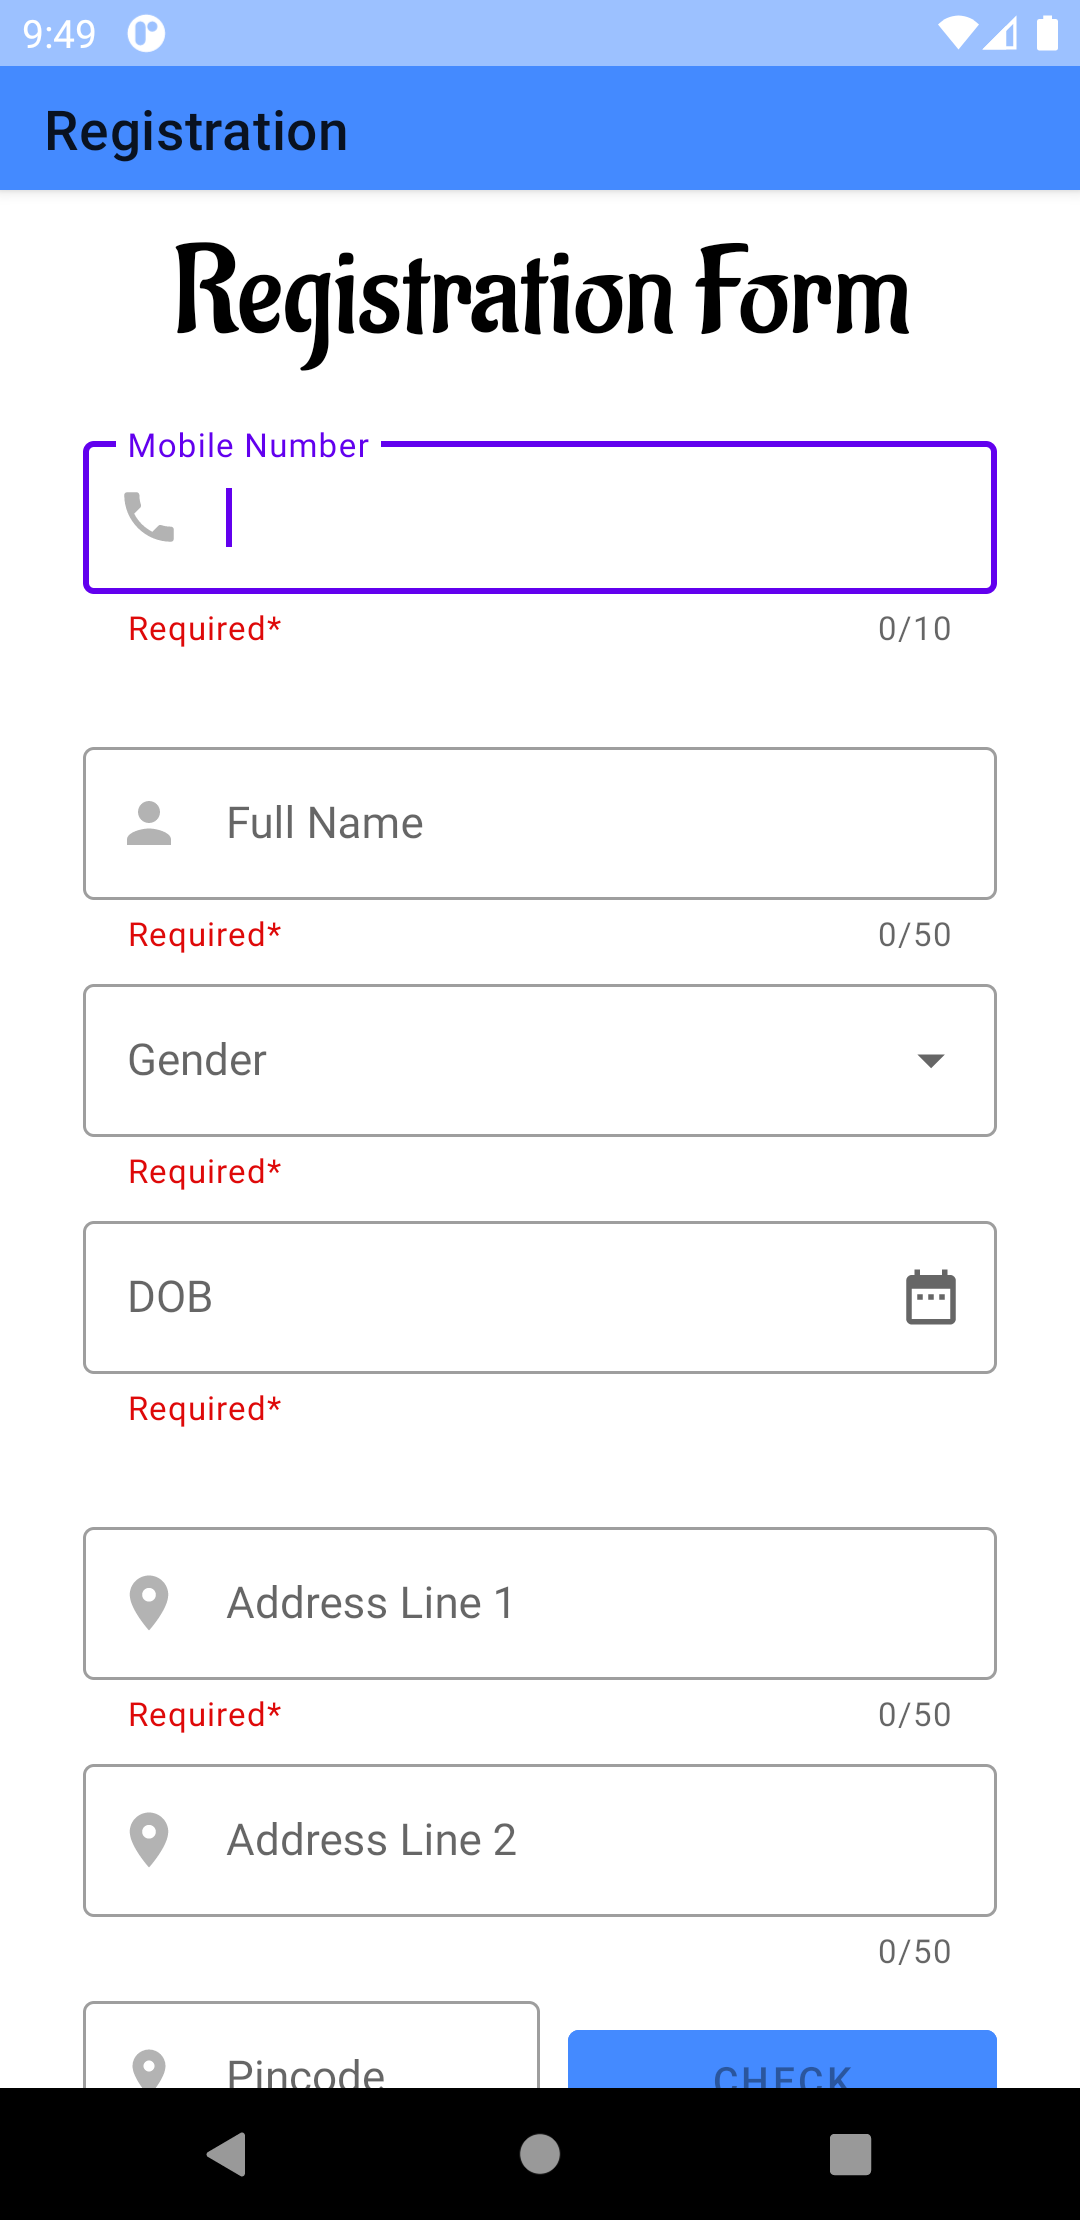 9:49
Registration
Registration Form
Mobile Number
Required* 0/10
Full Name
Required* 0/50
Gender
Required*
DOB
Required*
Address Line 1
Required* 0/50
Address Line 2
0/50
Pincode CHECK